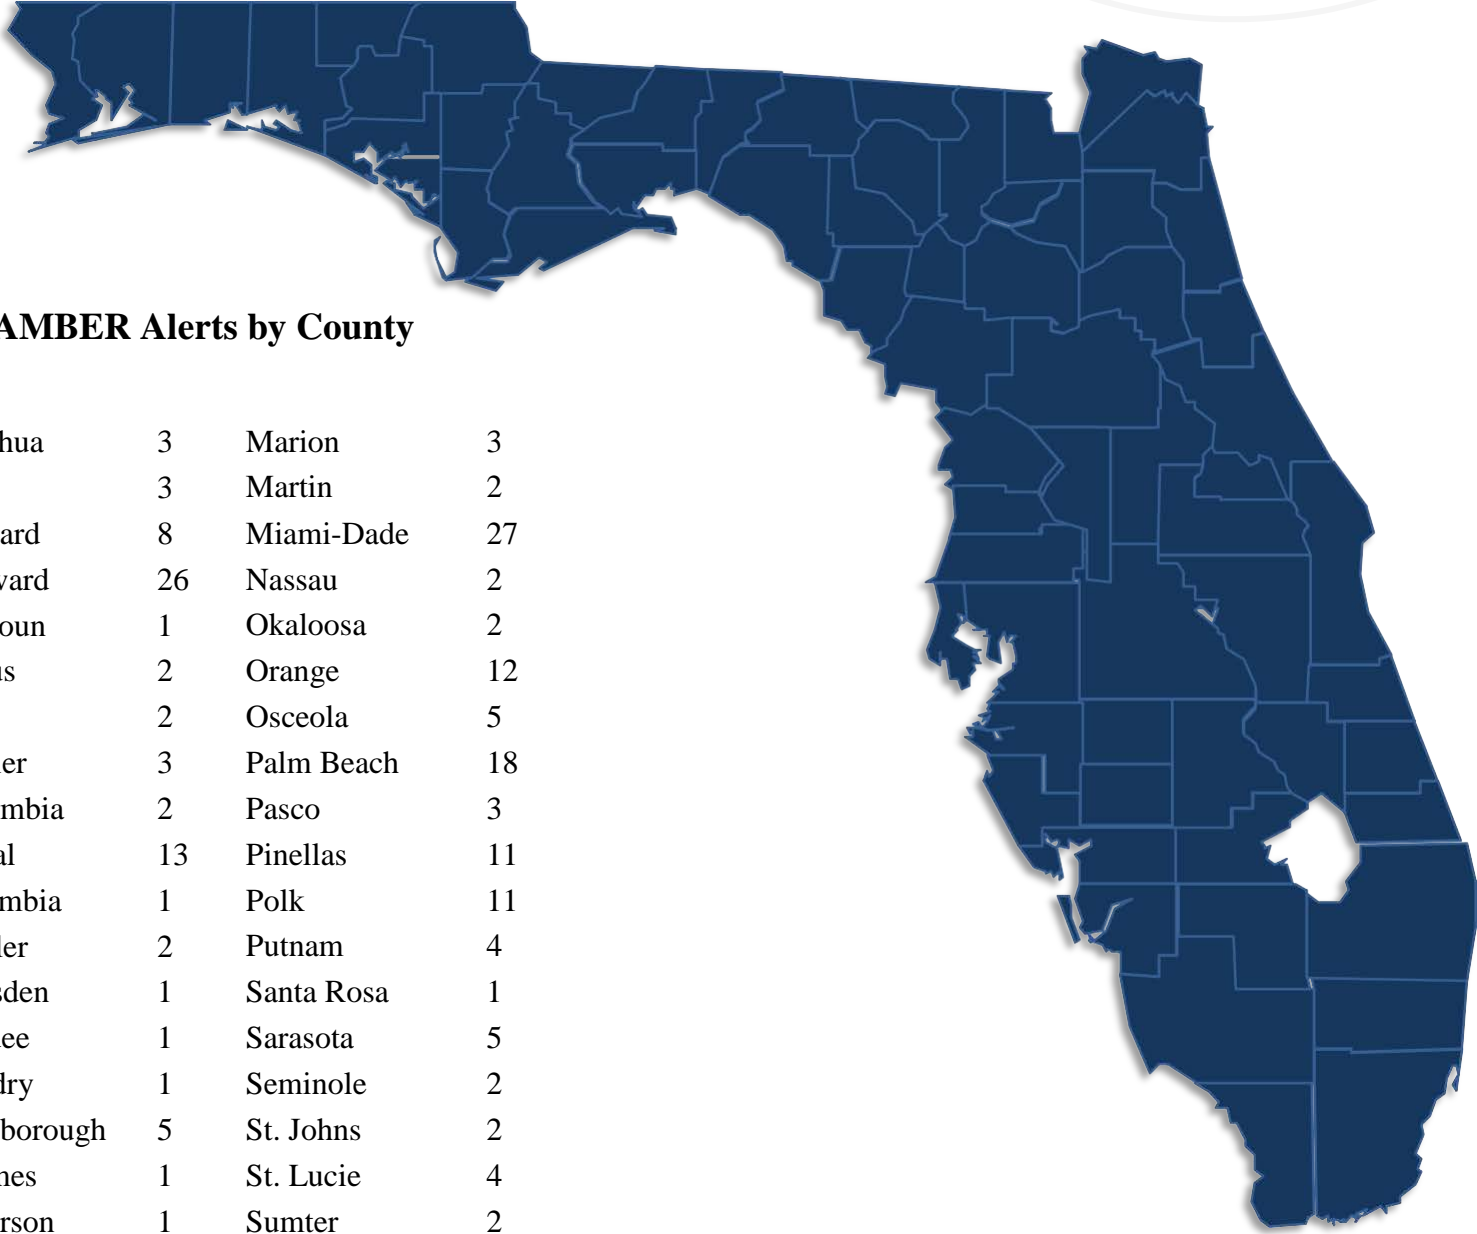 AMBER Alerts by County
hua 3 Marion 3
3 Martin 2
ard 8 Miami-Dade 27
ward 26 Nassau 2
oun 1 Okaloosa 2
us 2 Orange 12
2 Osceola 5
er 3 Palm Beach 18
mbia 2 Pasco 3
al 13 Pinellas 11
mbia 1 Polk 11
ler 2 Putnam 4
sden 1 Santa Rosa 1
ee 1 Sarasota 5
dry 1 Seminole 2
borough 5 St. Johns 2
nes 1 St. Lucie 4
rson 1 Sumter 2